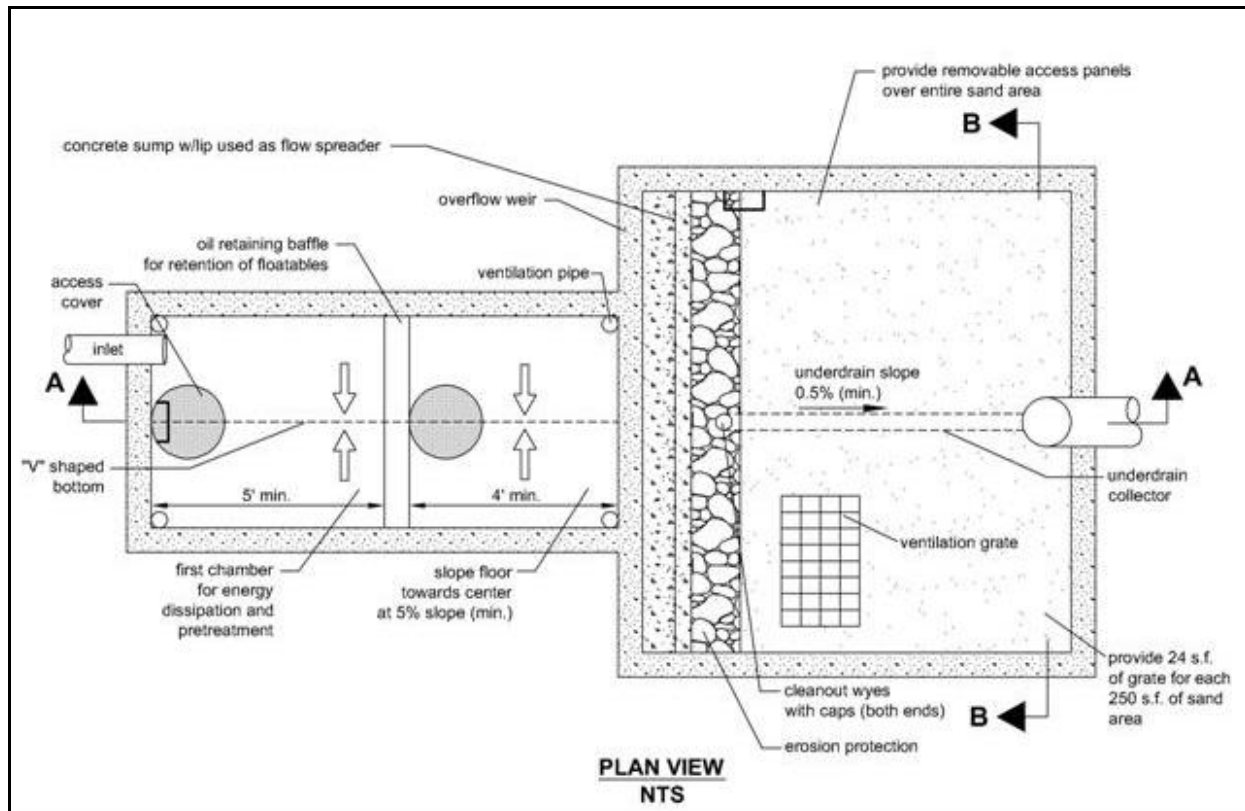 provide removable access panels
over entire sand area
B
concrete sump w/lip used as flow spreader
overflow weir
oil retaining baffle
for retention of floatables
ventilation pipe
access
cover
inlet
A
underdrain slope
0.5% (min.)
A
"V" shaped
bottom
5' min.
4' min.
underdrain
collector
ventilation grate
first chamber
for energy
dissipation and
pretreatment
slope floor
towards center
at 5% slope (min.)
provide 24 s.f.
of grate for each
250 s.f. of sand
area
cleanout wyes
with caps (both ends)
B
erosion protection
PLAN VIEW
NTS